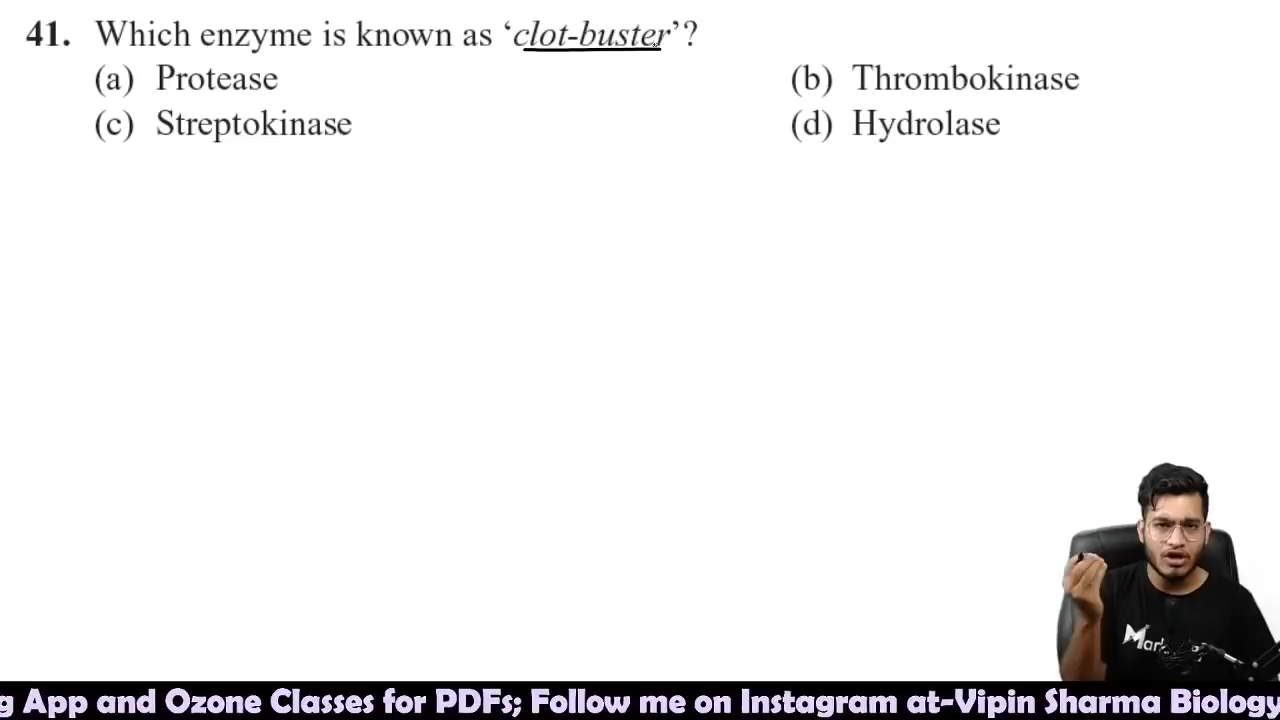 41. Which enzyme is known as ‘clot-buster’?
(a) Protease (b) Thrombokinase
(c) Streptokinase (d) Hydrolase
g App and Ozone Classes for PDFs; Follow me on Instagram at-Vipin Sharma Biology